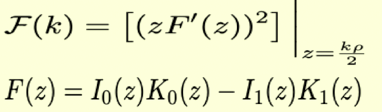 𝓕(k) = [(zF′(z))²] |_{z=kρ/2}
F(z) = I₀(z)K₀(z) − I₁(z)K₁(z)